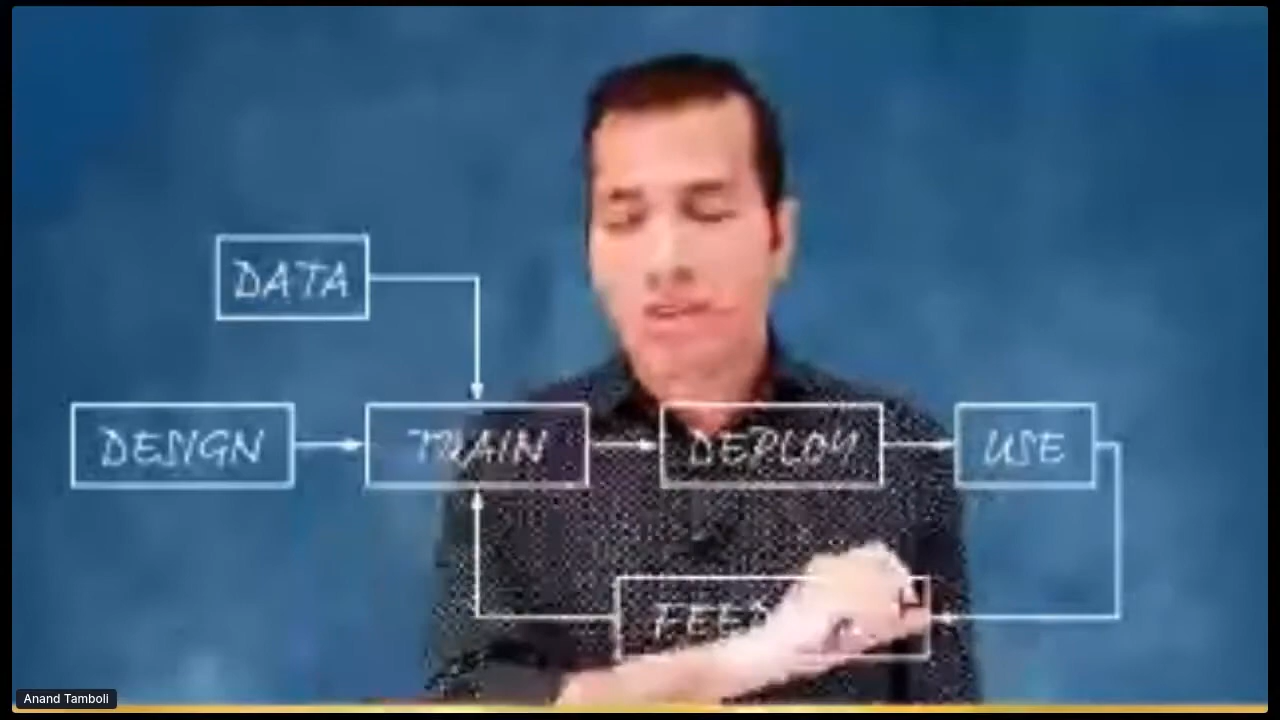 DATA
DESIGN
TRAIN
DEPLOY
USE
Anand Tamboli